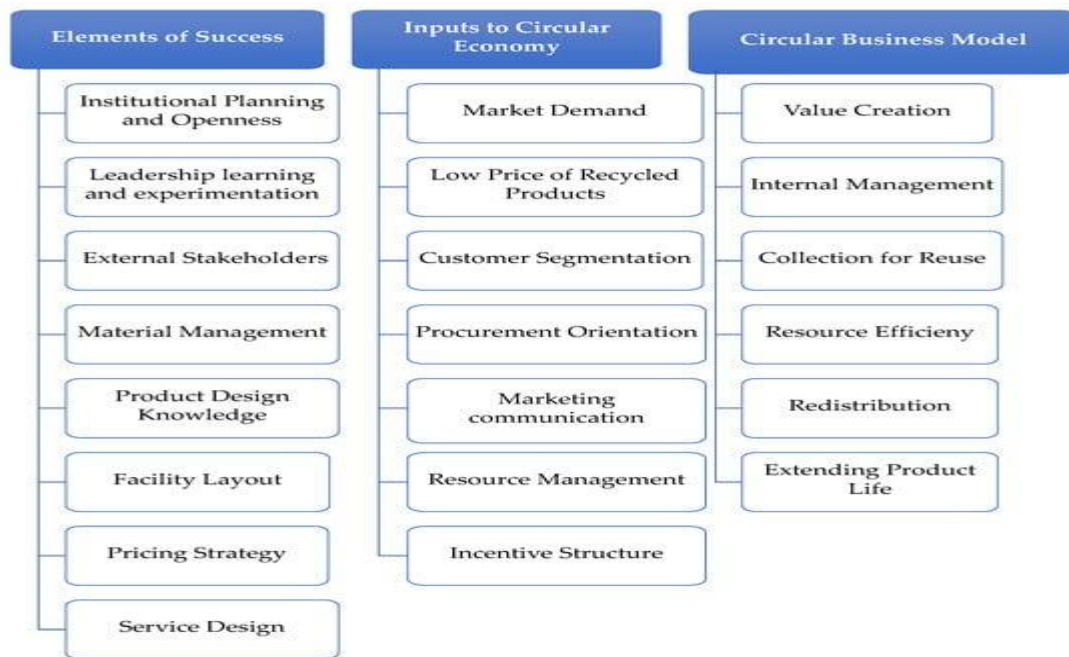 Elements of Success
Institutional Planning
and Openness
Leadership learning
and experimentation
External Stakeholders
Material Management
Product Design
Knowledge
Facility Layout
Pricing Strategy
Service Design
Inputs to Circular
Economy
Market Demand
Low Price of Recycled
Products
Customer Segmentation
Procurement Orientation
Marketing
communication
Resource Management
Incentive Structure
Circular Business Model
Value Creation
Internal Management
Collection for Reuse
Resource Efficieny
Redistribution
Extending Product
Life